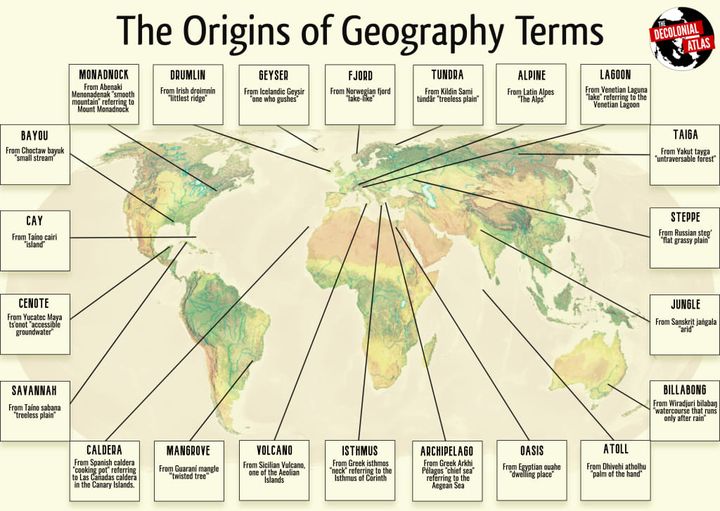 The Origins of Geography Terms
THE
DECOLONIAL
ATLAS
MONADNOCK
From Abenaki
Menonadenak "smooth
mountain" referring to
Mount Monadnock
DRUMLIN
From Irish droimnín
"littlest ridge"
GEYSER
From Icelandic Geysir
"one who gushes"
FJORD
From Norwegian fjord
"lake-like"
TUNDRA
From Kildin Sami
tūndâr "treeless plain"
ALPINE
From Latin Alpes
"The Alps"
LAGOON
From Venetian Laguna
"lake" referring to the
Venetian Lagoon
BAYOU
From Choctaw bayuk
"small stream"
TAIGA
From Yakut tayga
"untraversable forest"
CAY
From Taíno cairi
"island"
STEPPE
From Russian step'
"flat grassy plain"
CENOTE
From Yucatec Maya
ts'onot "accessible
groundwater"
JUNGLE
From Sanskrit jaṅgala
"arid"
SAVANNAH
From Taíno sabana
"treeless plain"
BILLABONG
From Wiradjuri bilabaŋ
"watercourse that runs
only after rain"
CALDERA
From Spanish caldera
"cooking pot" referring
to Las Cañadas caldera
in the Canary Islands.
MANGROVE
From Guaraní mangle
"twisted tree"
VOLCANO
From Sicilian Vulcano,
one of the Aeolian
Islands
ISTHMUS
From Greek isthmos
"neck" referring to the
Isthmus of Corinth
ARCHIPELAGO
From Greek Arkhi
Pélagos "chief sea"
referring to the
Aegean Sea
OASIS
From Egyptian ouahe
"dwelling place"
ATOLL
From Dhivehi atholhu
"palm of the hand"